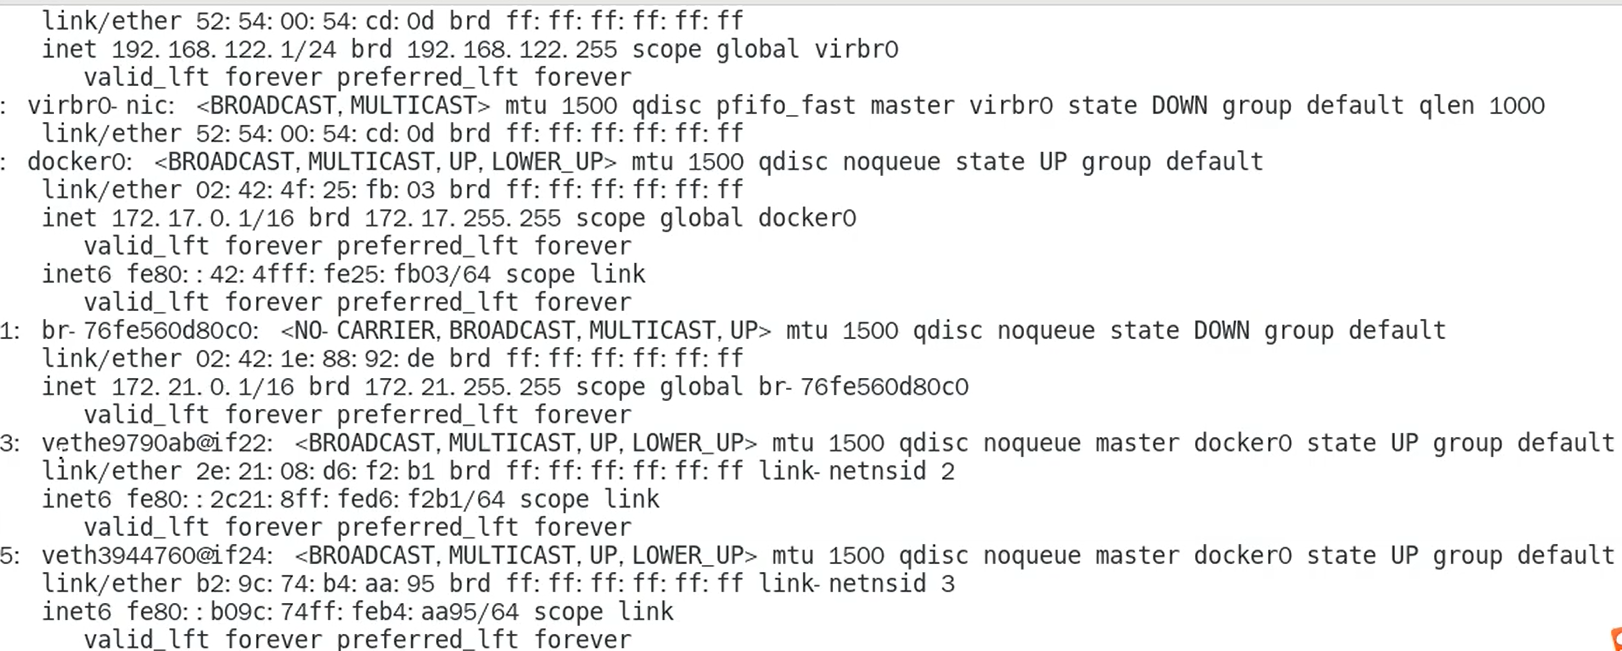 link/ether 52:54:00:54:cd:0d brd ff:ff:ff:ff:ff:ff
inet 192.168.122.1/24 brd 192.168.122.255 scope global virbr0
valid_lft forever preferred_lft forever
: virbr0-nic: <BROADCAST,MULTICAST> mtu 1500 qdisc pfifo_fast master virbr0 state DOWN group default qlen 1000
link/ether 52:54:00:54:cd:0d brd ff:ff:ff:ff:ff:ff
: docker0: <BROADCAST,MULTICAST,UP,LOWER_UP> mtu 1500 qdisc noqueue state UP group default
link/ether 02:42:4f:25:fb:03 brd ff:ff:ff:ff:ff:ff
inet 172.17.0.1/16 brd 172.17.255.255 scope global docker0
valid_lft forever preferred_lft forever
inet6 fe80::42:4fff:fe25:fb03/64 scope link
valid_lft forever preferred_lft forever
1: br-76fe560d80c0: <NO-CARRIER,BROADCAST,MULTICAST,UP> mtu 1500 qdisc noqueue state DOWN group default
link/ether 02:42:1e:88:92:de brd ff:ff:ff:ff:ff:ff
inet 172.21.0.1/16 brd 172.21.255.255 scope global br-76fe560d80c0
valid_lft forever preferred_lft forever
3: vethe9790ab@if22: <BROADCAST,MULTICAST,UP,LOWER_UP> mtu 1500 qdisc noqueue master docker0 state UP group default
link/ether 2e:21:08:d6:f2:b1 brd ff:ff:ff:ff:ff:ff link-netnsid 2
inet6 fe80::2c21:8ff:fed6:f2b1/64 scope link
valid_lft forever preferred_lft forever
5: veth3944760@if24: <BROADCAST,MULTICAST,UP,LOWER_UP> mtu 1500 qdisc noqueue master docker0 state UP group default
link/ether b2:9c:74:b4:aa:95 brd ff:ff:ff:ff:ff:ff link-netnsid 3
inet6 fe80::b09c:74ff:feb4:aa95/64 scope link
valid_lft forever preferred_lft forever